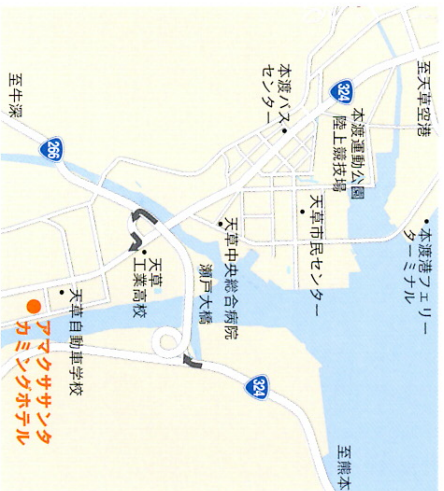 至天草空港
本渡港フェリー
ターミナル
324
本渡運動公園
陸上競技場
本渡バス
センター
天草市民センター
至牛深
266
天草中央総合病院
瀬戸大橋
天草
工業高校
324
至熊本
天草自動車学校
アマクササンタ
カミングホテル